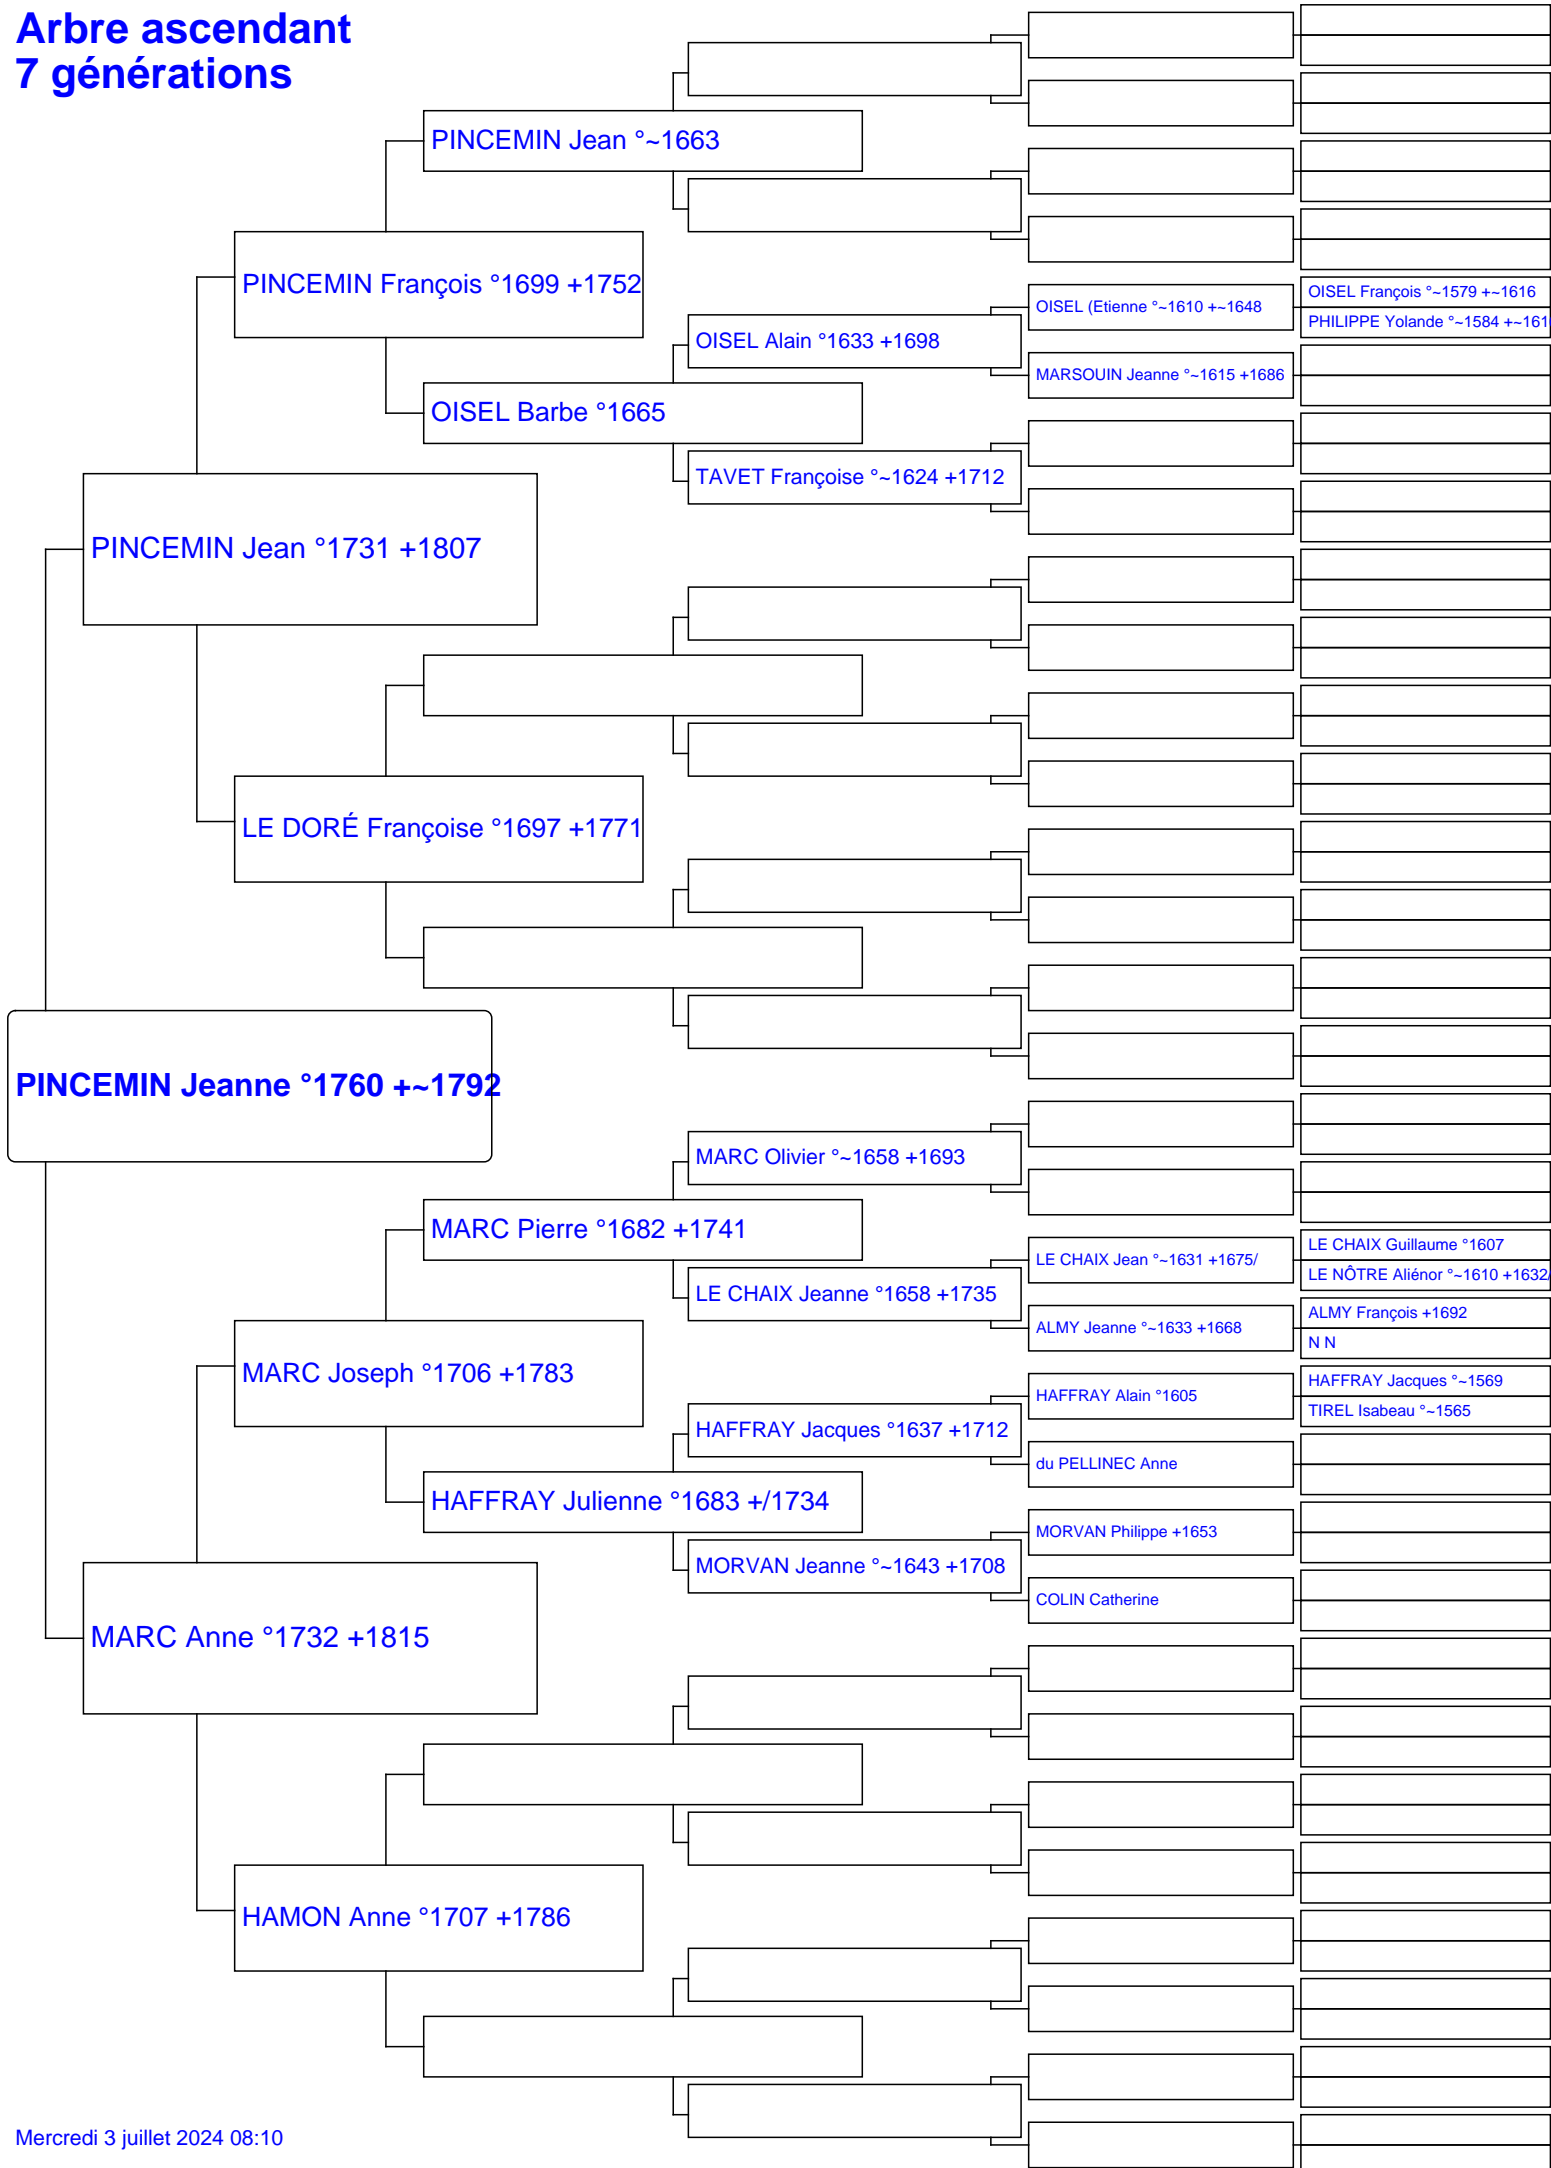 Arbre ascendant
7 générations
PINCEMIN Jean °~1663
PINCEMIN François °1699 +1752
OISEL (Etienne °~1610 +~1648
OISEL François °~1579 +~1616
PHILIPPE Yolande °~1584 +~161
OISEL Alain °1633 +1698
MARSOUIN Jeanne °~1615 +1686
OISEL Barbe °1665
TAVET Françoise °~1624 +1712
PINCEMIN Jean °1731 +1807
LE DORÉ Françoise °1697 +1771
PINCEMIN Jeanne °1760 +~1792
MARC Olivier °~1658 +1693
MARC Pierre °1682 +1741
LE CHAIX Jean °~1631 +1675/
LE CHAIX Guillaume °1607
LE NÔTRE Aliénor °~1610 +1632/
LE CHAIX Jeanne °1658 +1735
ALMY Jeanne °~1633 +1668
ALMY François +1692
N N
MARC Joseph °1706 +1783
HAFFRAY Alain °1605
HAFFRAY Jacques °~1569
TIREL Isabeau °~1565
HAFFRAY Jacques °1637 +1712
du PELLINEC Anne
HAFFRAY Julienne °1683 +/1734
MORVAN Philippe +1653
MORVAN Jeanne °~1643 +1708
COLIN Catherine
MARC Anne °1732 +1815
HAMON Anne °1707 +1786
Mercredi 3 juillet 2024 08:10